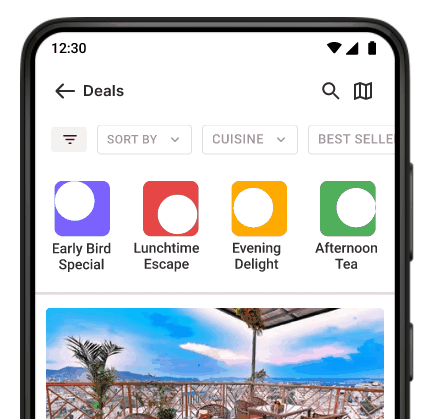 12:30
Deals
SORT BY
CUISINE
BEST SELLE
Early Bird
Special
Lunchtime
Escape
Evening
Delight
Afternoon
Tea